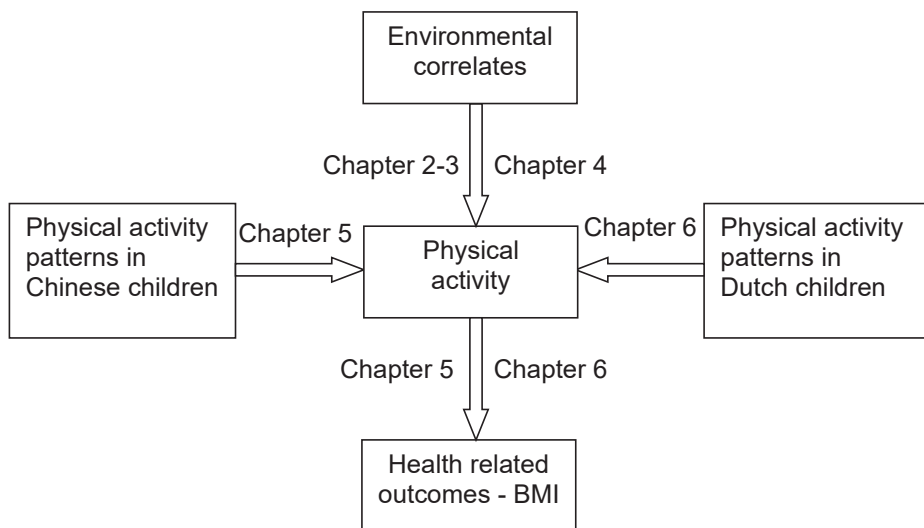 Environmental
correlates
Chapter 2-3 Chapter 4
Physical activity
patterns in
Chinese children
Chapter 5
Physical
activity
Chapter 6
Physical activity
patterns in
Dutch children
Chapter 5 Chapter 6
Health related
outcomes - BMI